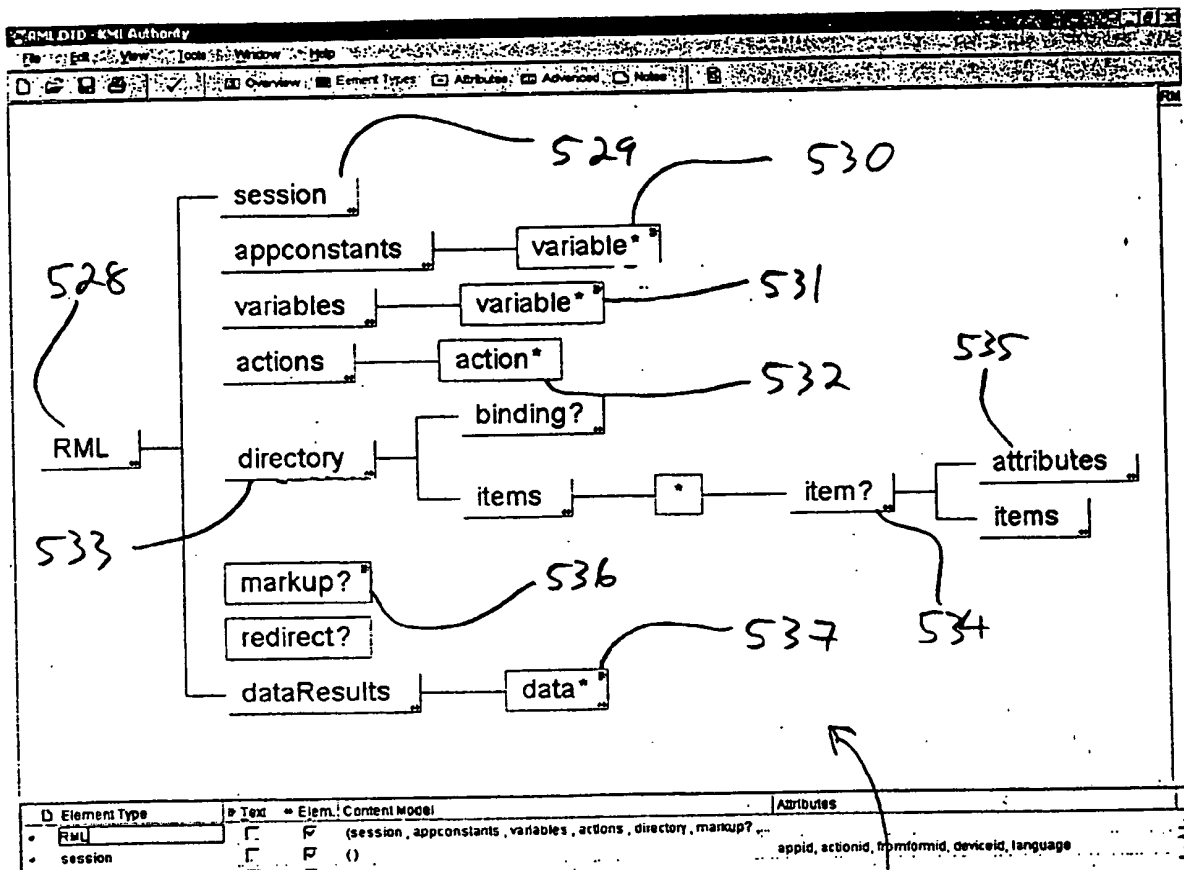 RML.DTD - XML Authority
File Edit View Tools Window Help
Overview Element Types Attributes Advanced Notes
RM
529
530
session
appconstants variable*
528
variables variable* 531
535
actions action*
532
binding?
RML directory attributes
items * item?
items
533
markup? 536
534
redirect? 537
dataResults data*
Element Type Text Elem. Content Model Attributes
RML (session , appconstants , variables , actions , directory , markup? ...
session () appid, actionid, fromformid, deviceid, language